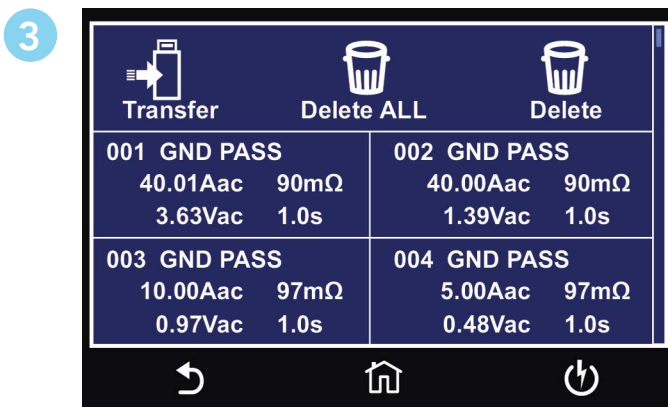 3
Transfer Delete ALL Delete
001 GND PASS
40.01Aac 90mΩ
3.63Vac 1.0s
002 GND PASS
40.00Aac 90mΩ
1.39Vac 1.0s
003 GND PASS
10.00Aac 97mΩ
0.97Vac 1.0s
004 GND PASS
5.00Aac 97mΩ
0.48Vac 1.0s